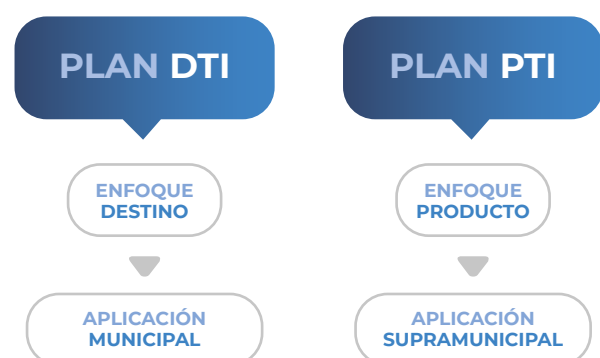 PLAN DTI
ENFOQUE
DESTINO
APLICACIÓN
MUNICIPAL
PLAN PTI
ENFOQUE
PRODUCTO
APLICACIÓN
SUPRAMUNICIPAL